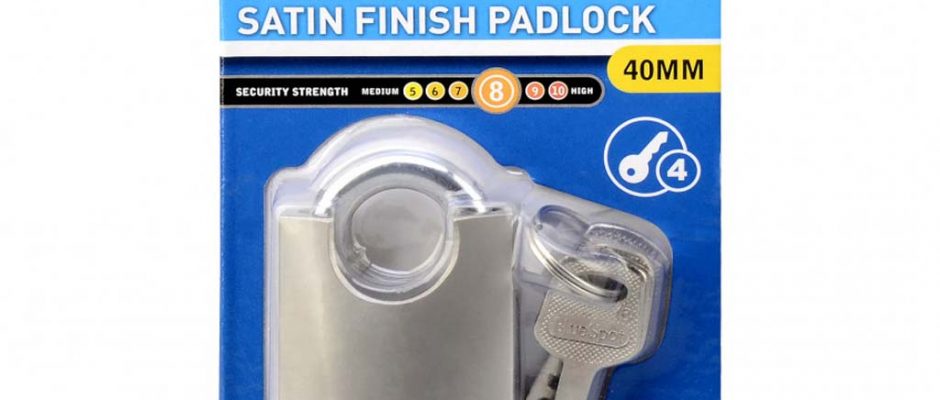 SATIN FINISH PADLOCK
40MM
SECURITY STRENGTH MEDIUM 5 6 7 8 9 10 HIGH
4